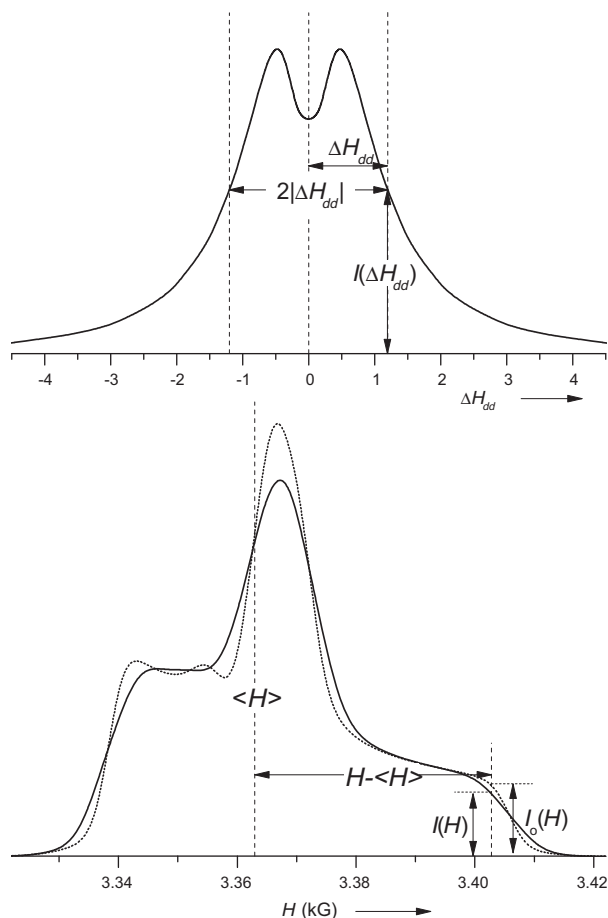 ΔH_dd
2|ΔH_dd|
I(ΔH_dd)
-4 -3 -2 -1 0 1 2 3 4
ΔH_dd
<H>
H-<H>
I(H) I_o(H)
3.34 3.36 3.38 3.40 3.42
H (kG)